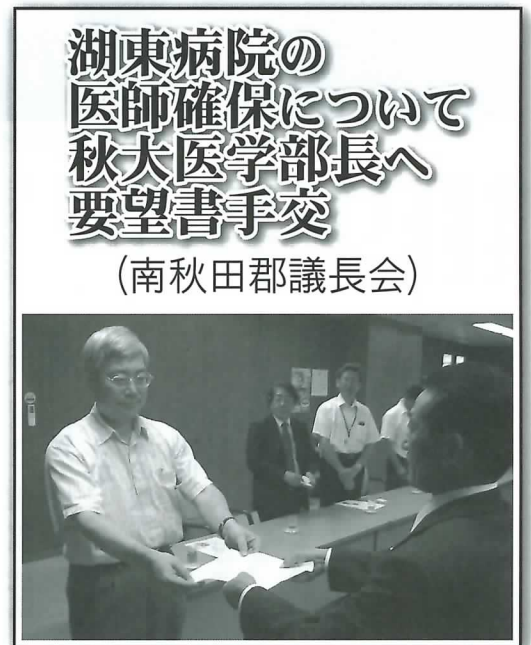 湖東病院の
医師確保について
秋大医学部長へ
要望書手交
(南秋田郡議長会)